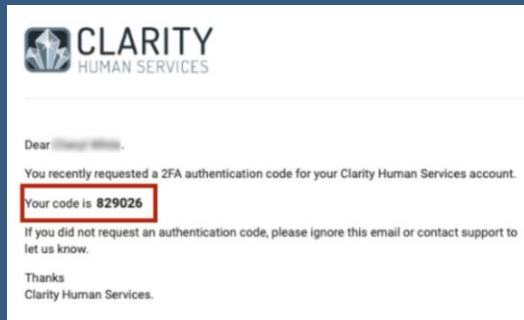 CLARITY
HUMAN SERVICES
Dear
You recently requested a 2FA authentication code for your Clarity Human Services account.
Your code is 829026
If you did not request an authentication code, please ignore this email or contact support to
let us know.
Thanks
Clarity Human Services.